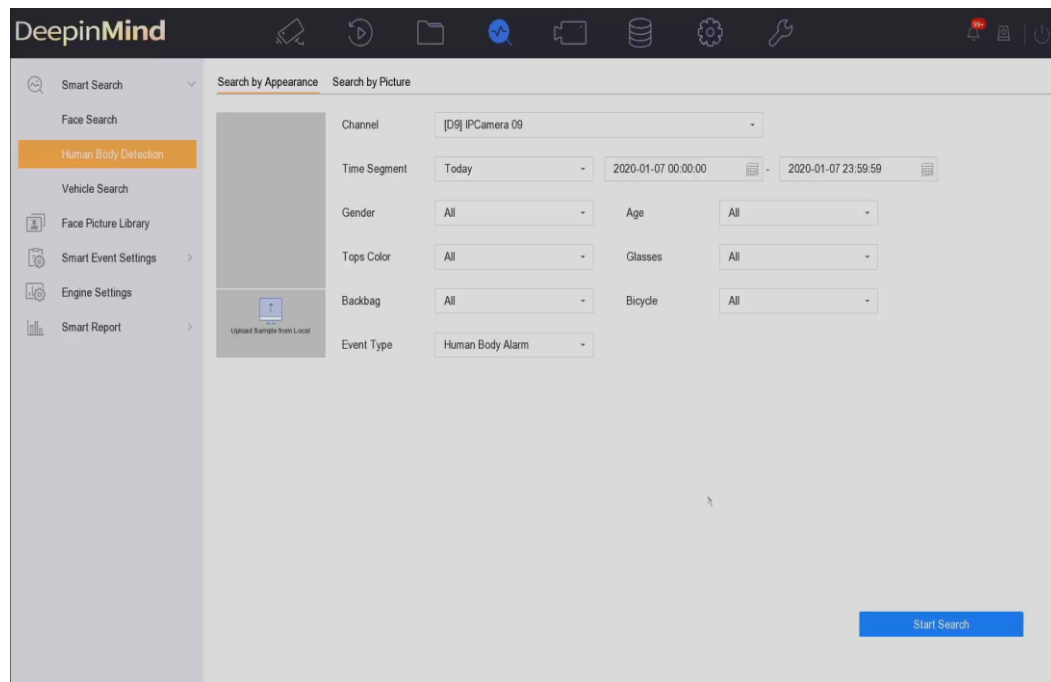 DeepinMind
99+
Smart Search
Face Search
Human Body Detection
Vehicle Search
Face Picture Library
Smart Event Settings
Engine Settings
Smart Report
Search by Appearance Search by Picture
Upload Sample from Local
Channel [D9] IPCamera 09
Time Segment Today 2020-01-07 00:00:00 - 2020-01-07 23:59:59
Gender All Age All
Tops Color All Glasses All
Backbag All Bicycle All
Event Type Human Body Alarm
Start Search